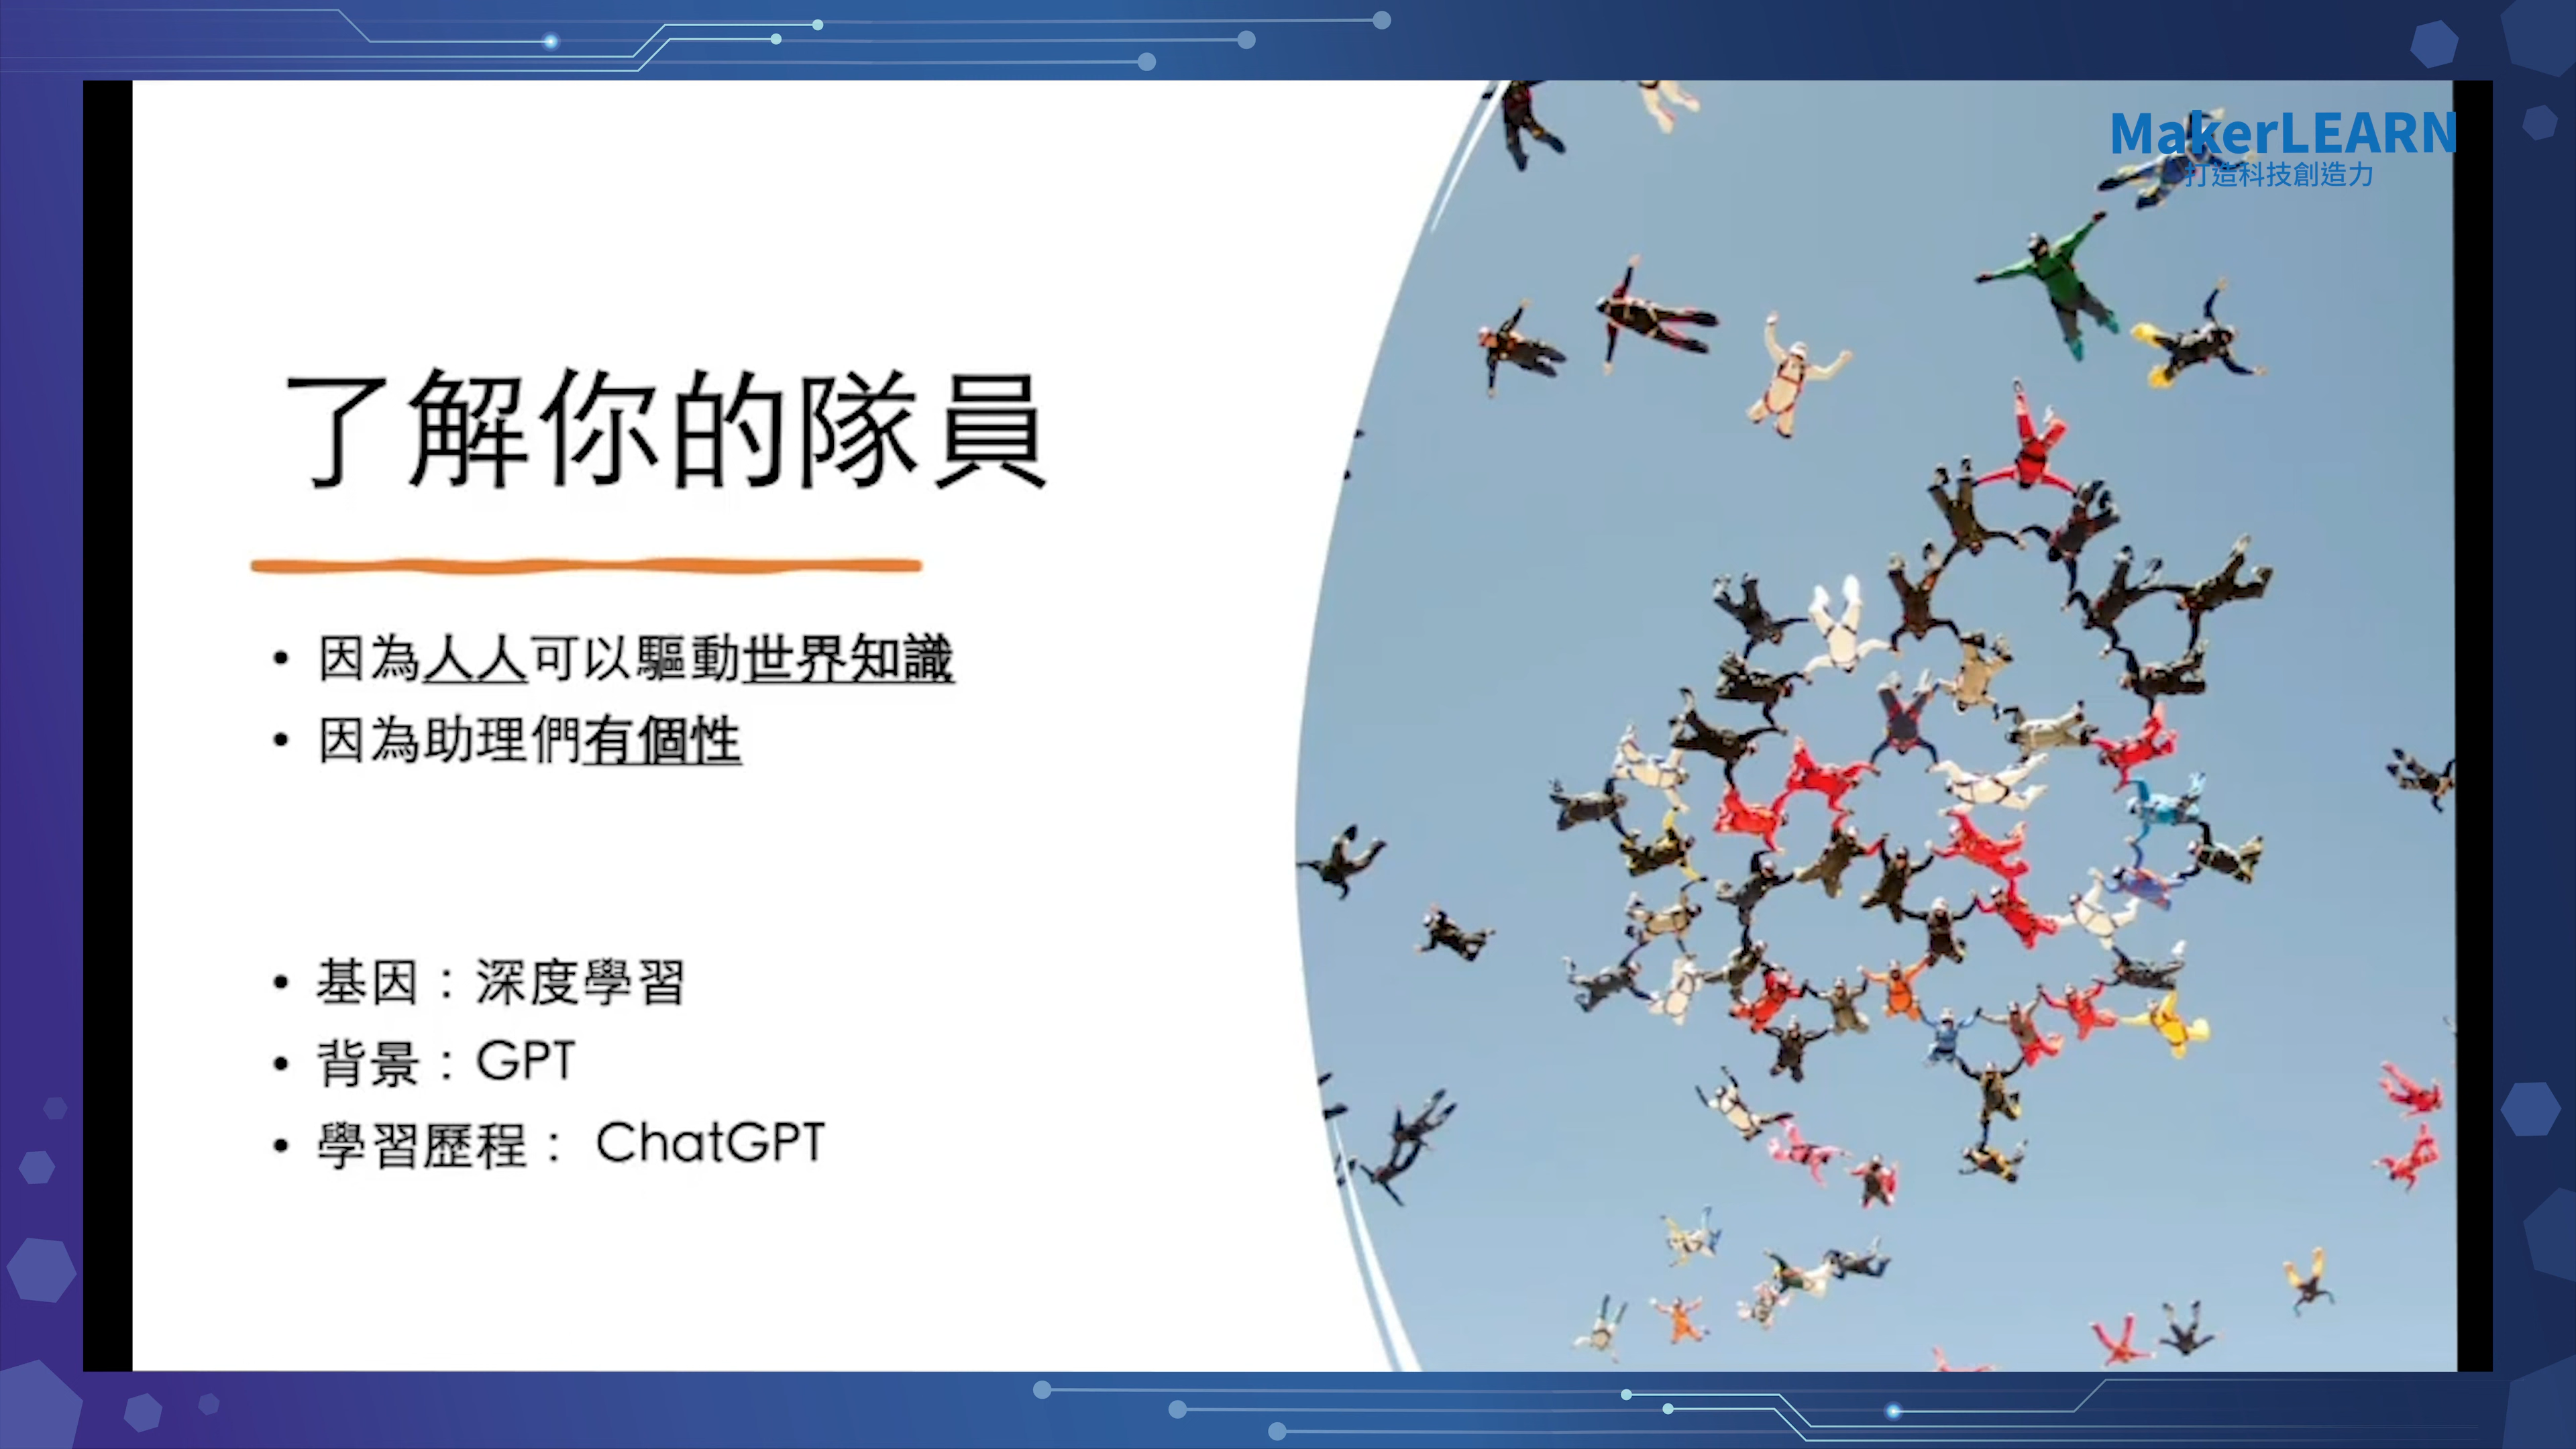 MakerLEARN
打造科技創造力
了解你的隊員
• 因為人人可以驅動世界知識
• 因為助理們有個性
• 基因：深度學習
• 背景：GPT
• 學習歷程： ChatGPT